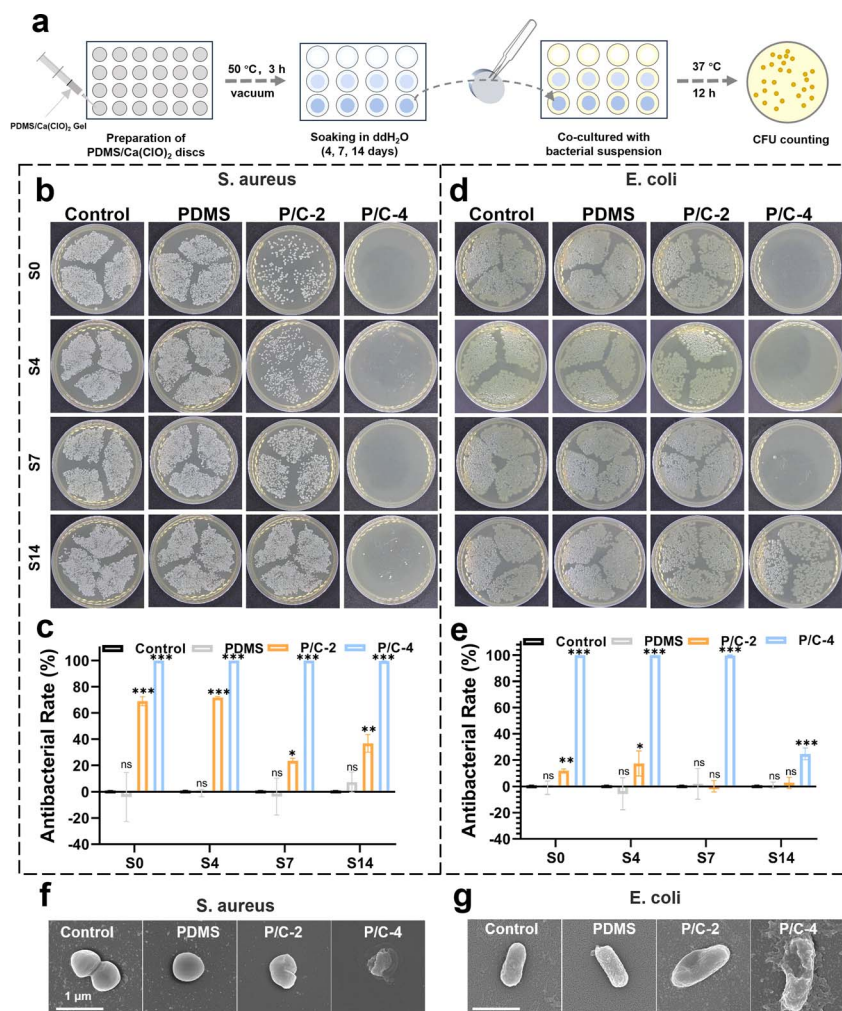 a
50 °C, 3 h
vacuum
37 °C
12 h
PDMS/Ca(ClO)₂ Gel
Preparation of
PDMS/Ca(ClO)₂ discs
Soaking in ddH₂O
(4, 7, 14 days)
Co-cultured with
bacterial suspension
CFU counting
b
S. aureus
Control PDMS P/C-2 P/C-4
S0
S4
S7
S14
d
E. coli
Control PDMS P/C-2 P/C-4
c
Control PDMS P/C-2 P/C-4
Antibacterial Rate (%)
100
80
60
40
20
0
-20
-40
*** *** *** ***
*** *** * **
ns ns ns ns
S0 S4 S7 S14
e
Control PDMS P/C-2 P/C-4
Antibacterial Rate (%)
100
80
60
40
20
0
-20
-40
*** *** *** ***
ns ** ns * ns ns ns ns
S0 S4 S7 S14
f
S. aureus
Control PDMS P/C-2 P/C-4
1 μm
g
E. coli
Control PDMS P/C-2 P/C-4